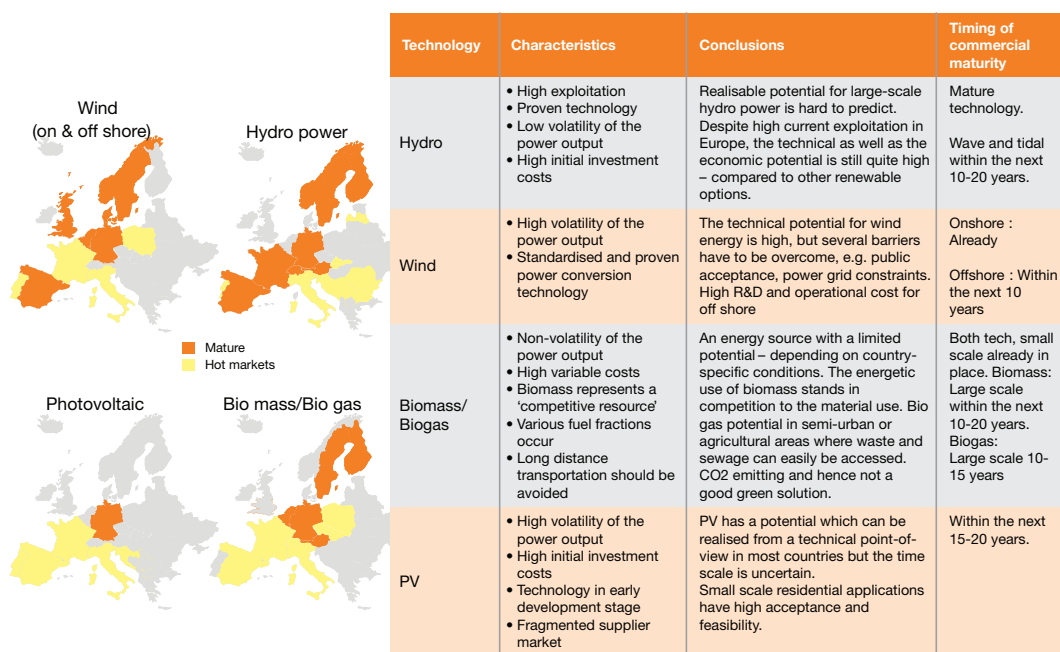 Wind
(on & off shore)
Hydro power
Mature
Hot markets
Photovoltaic
Bio mass/Bio gas
Technology
Characteristics
Conclusions
Timing of
commercial
maturity
Hydro
• High exploitation
• Proven technology
• Low volatility of the
power output
• High initial investment
costs
Realisable potential for large-scale
hydro power is hard to predict.
Despite high current exploitation in
Europe, the technical as well as the
economic potential is still quite high
– compared to other renewable
options.
Mature
technology.
Wave and tidal
within the next
10-20 years.
Wind
• High volatility of the
power output
• Standardised and proven
power conversion
technology
The technical potential for wind
energy is high, but several barriers
have to be overcome, e.g. public
acceptance, power grid constraints.
High R&D and operational cost for
off shore
Onshore :
Already
Offshore : Within
the next 10
years
Biomass/
Biogas
• Non-volatility of the
power output
• High variable costs
• Biomass represents a
‘competitive resource’
• Various fuel fractions
occur
• Long distance
transportation should be
avoided
An energy source with a limited
potential – depending on country-
specific conditions. The energetic
use of biomass stands in
competition to the material use. Bio
gas potential in semi-urban or
agricultural areas where waste and
sewage can easily be accessed.
CO2 emitting and hence not a
good green solution.
Both tech, small
scale already in
place. Biomass:
Large scale
within the next
10-20 years.
Biogas:
Large scale 10-
15 years
PV
• High volatility of the
power output
• High initial investment
costs
• Technology in early
development stage
• Fragmented supplier
market
PV has a potential which can be
realised from a technical point-of-
view in most countries but the time
scale is uncertain.
Small scale residential applications
have high acceptance and
feasibility.
Within the next
15-20 years.